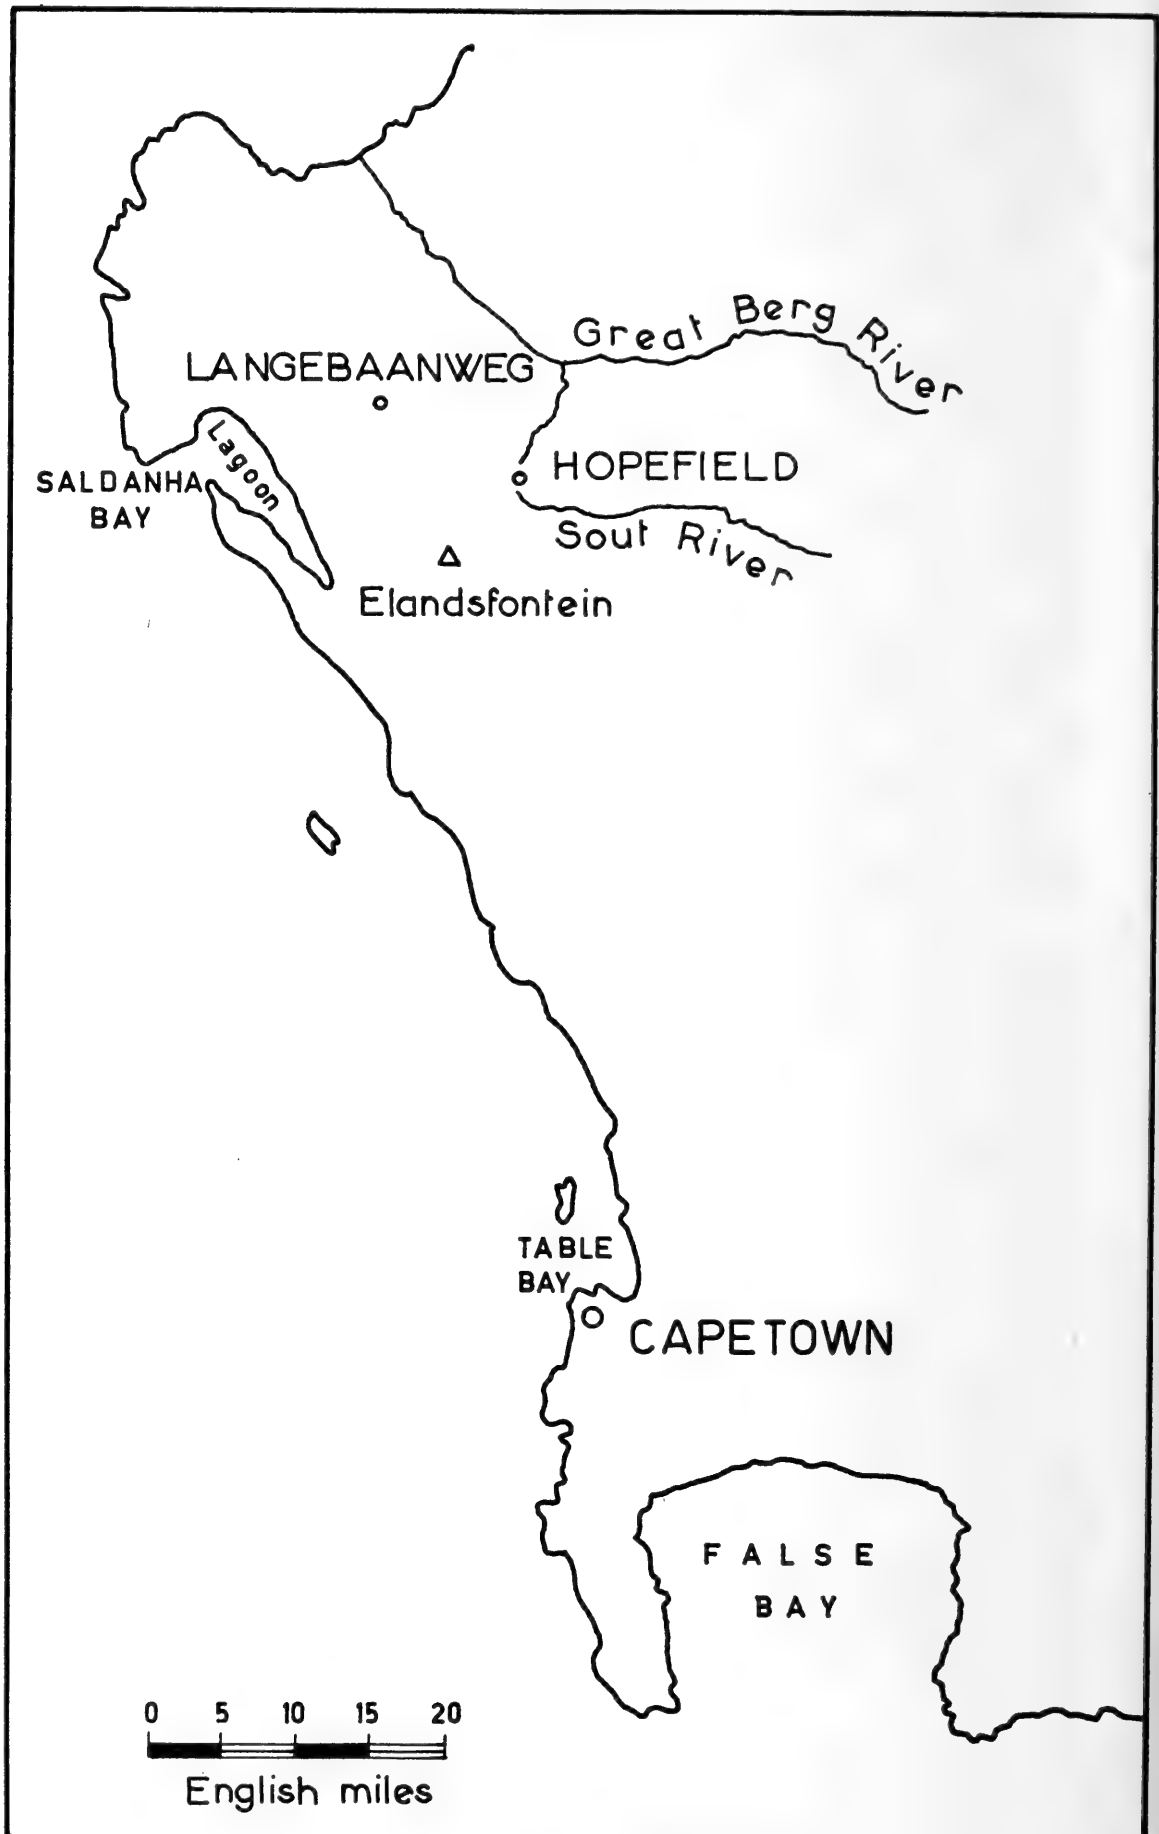 Great Berg River
LANGEBAANWEG
Lagoon
HOPEFIELD
SALDANHA
BAY
Sout River
Elandsfontein
TABLE
BAY
CAPETOWN
FALSE
BAY
0 5 10 15 20
English miles